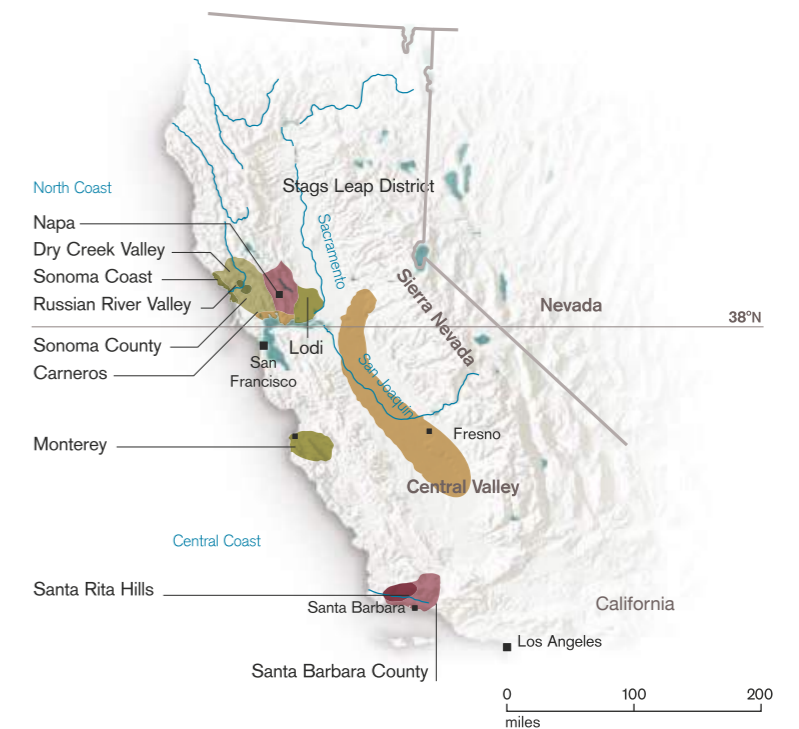 North Coast
Stags Leap District
Napa
Sacramento
Dry Creek Valley
Sonoma Coast
Russian River Valley
Sierra Nevada
Nevada
38°N
Sonoma County
Lodi
Carneros
San
Francisco
San Joaquin
Monterey
Fresno
Central Valley
Central Coast
Santa Rita Hills
Santa Barbara
California
Los Angeles
Santa Barbara County
0 100 200
miles